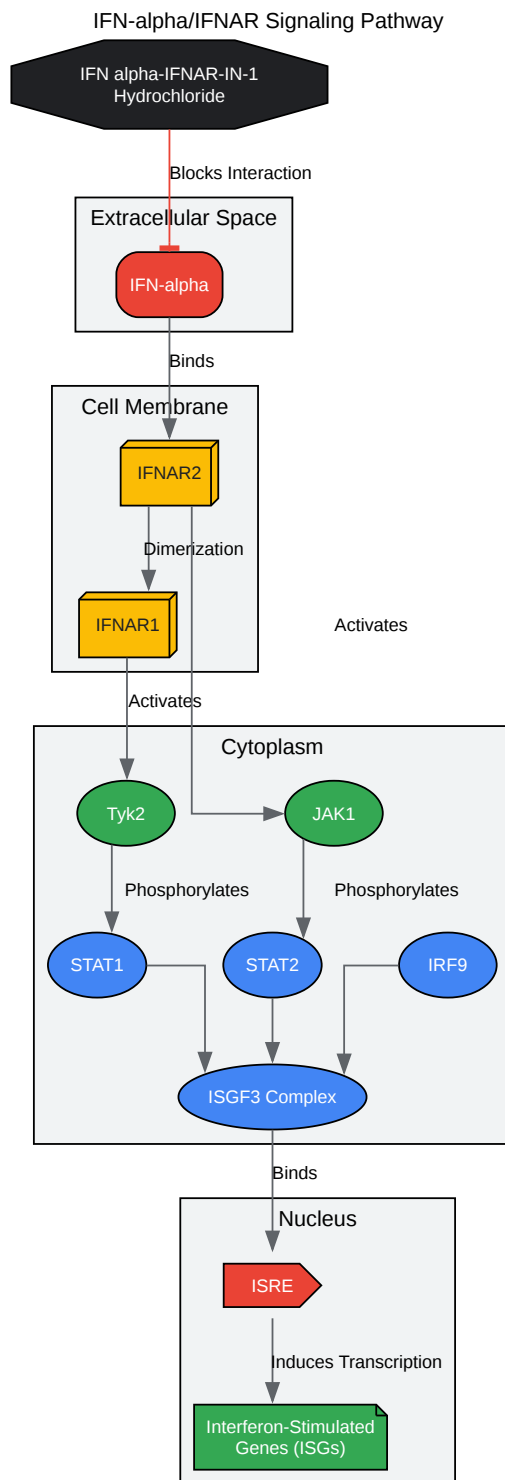 IFN-alpha/IFNAR Signaling Pathway
IFN alpha-IFNAR-IN-1
Hydrochloride
Blocks Interaction
Extracellular Space
IFN-alpha
Binds
Cell Membrane
IFNAR2
Dimerization
IFNAR1
Activates
Activates
Cytoplasm
Tyk2
JAK1
Phosphorylates
Phosphorylates
STAT1
STAT2
IRF9
ISGF3 Complex
Binds
Nucleus
ISRE
Induces Transcription
Interferon-Stimulated
Genes (ISGs)